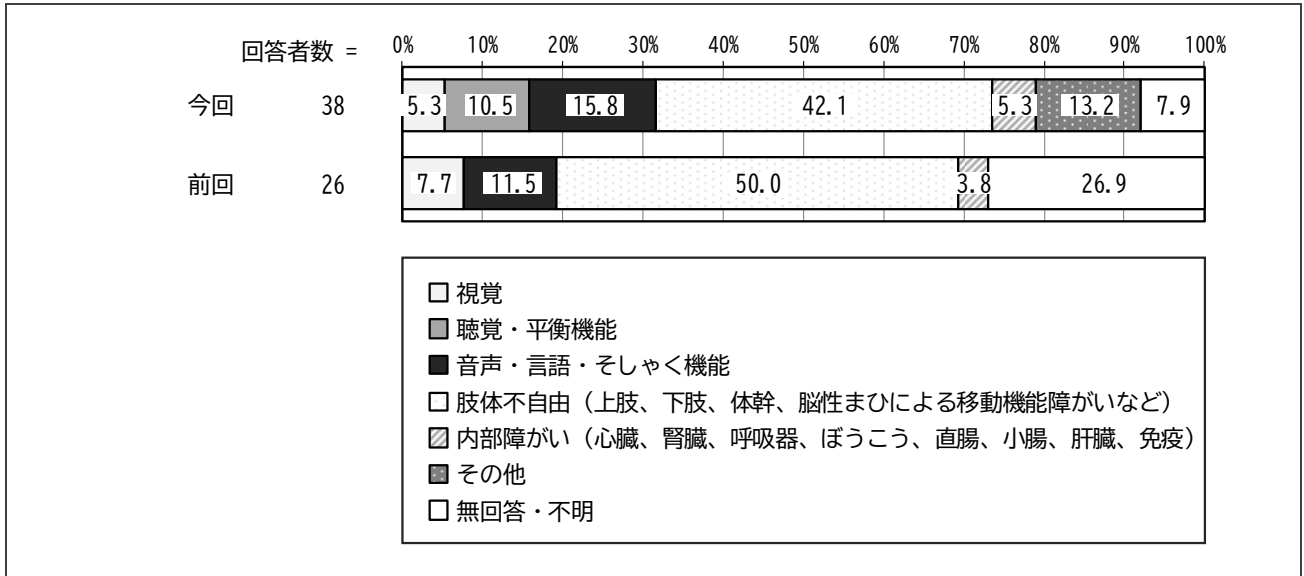 回答者数 = 0% 10% 20% 30% 40% 50% 60% 70% 80% 90% 100%
今回 38 5.3 10.5 15.8 42.1 5.3 13.2 7.9
前回 26 7.7 11.5 50.0 3.8 26.9
視覚
聴覚・平衡機能
音声・言語・そしゃく機能
肢体不自由（上肢、下肢、体幹、脳性まひによる移動機能障がいなど）
内部障がい（心臓、腎臓、呼吸器、ぼうこう、直腸、小腸、肝臓、免疫）
その他
無回答・不明